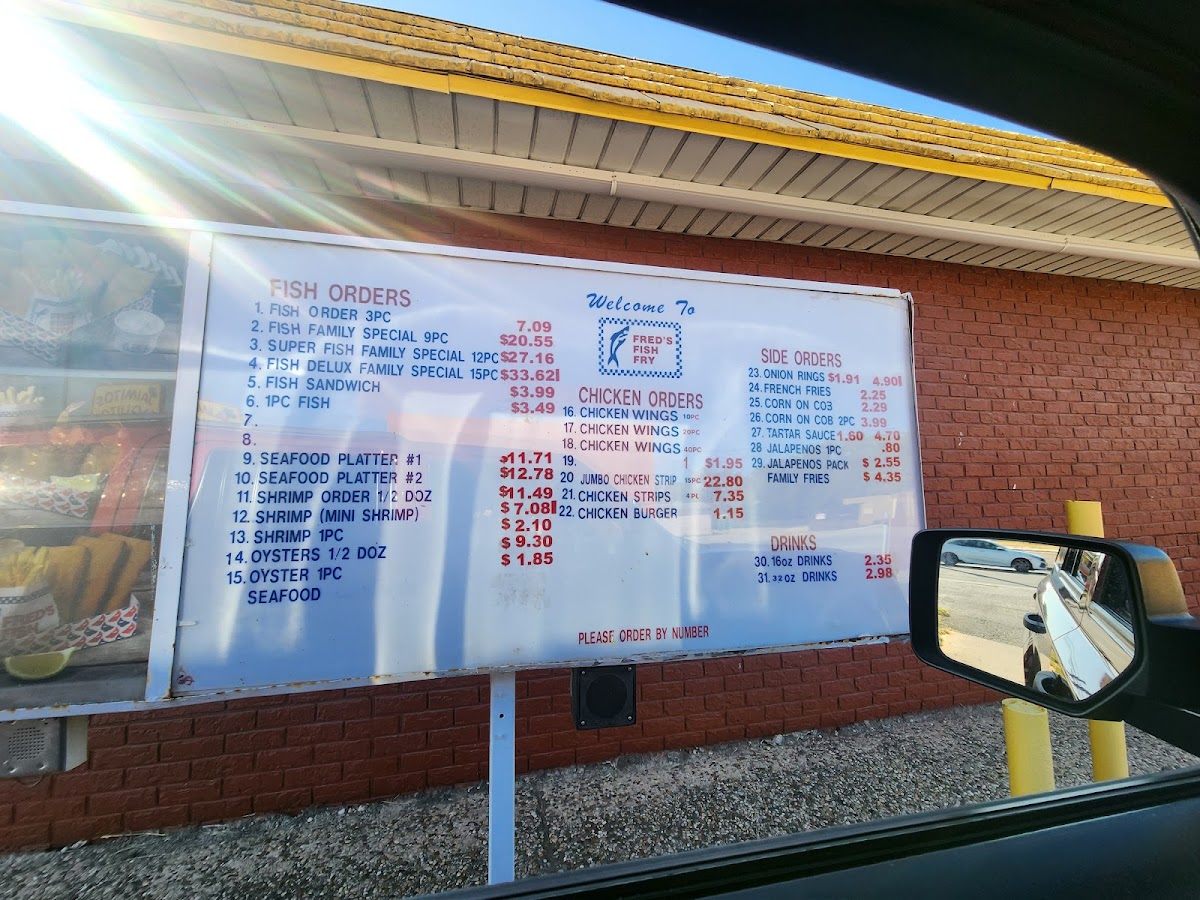 FISH ORDERS
1. FISH ORDER 3PC 7.09
2. FISH FAMILY SPECIAL 9PC $20.55
3. SUPER FISH FAMILY SPECIAL 12PC $27.16
4. FISH DELUX FAMILY SPECIAL 15PC $33.62
5. FISH SANDWICH $3.99
6. 1PC FISH $3.49
7.
8.
9. SEAFOOD PLATTER #1 $11.71
10. SEAFOOD PLATTER #2 $12.78
11. SHRIMP ORDER 1/2 DOZ $11.49
12. SHRIMP (MINI SHRIMP) $7.08
13. SHRIMP 1PC $2.10
14. OYSTERS 1/2 DOZ $9.30
15. OYSTER 1PC $1.85
SEAFOOD
Welcome To
FRED'S
FISH
FRY
CHICKEN ORDERS
16. CHICKEN WINGS 10PC
17. CHICKEN WINGS 20PC
18. CHICKEN WINGS 40PC
19. 1 $1.95
20 JUMBO CHICKEN STRIP 15PC 22.80
21. CHICKEN STRIPS 4PC 7.35
22. CHICKEN BURGER 1.15
PLEASE ORDER BY NUMBER
SIDE ORDERS
23. ONION RINGS $1.91 4.90
24. FRENCH FRIES 2.25
25. CORN ON COB 2.29
26. CORN ON COB 2PC 3.99
27. TARTAR SAUCE 1.60 4.70
28 JALAPENOS 1PC .80
29. JALAPENOS PACK $2.55
FAMILY FRIES $4.35
DRINKS
30. 16oz DRINKS 2.35
31. 32oz DRINKS 2.98